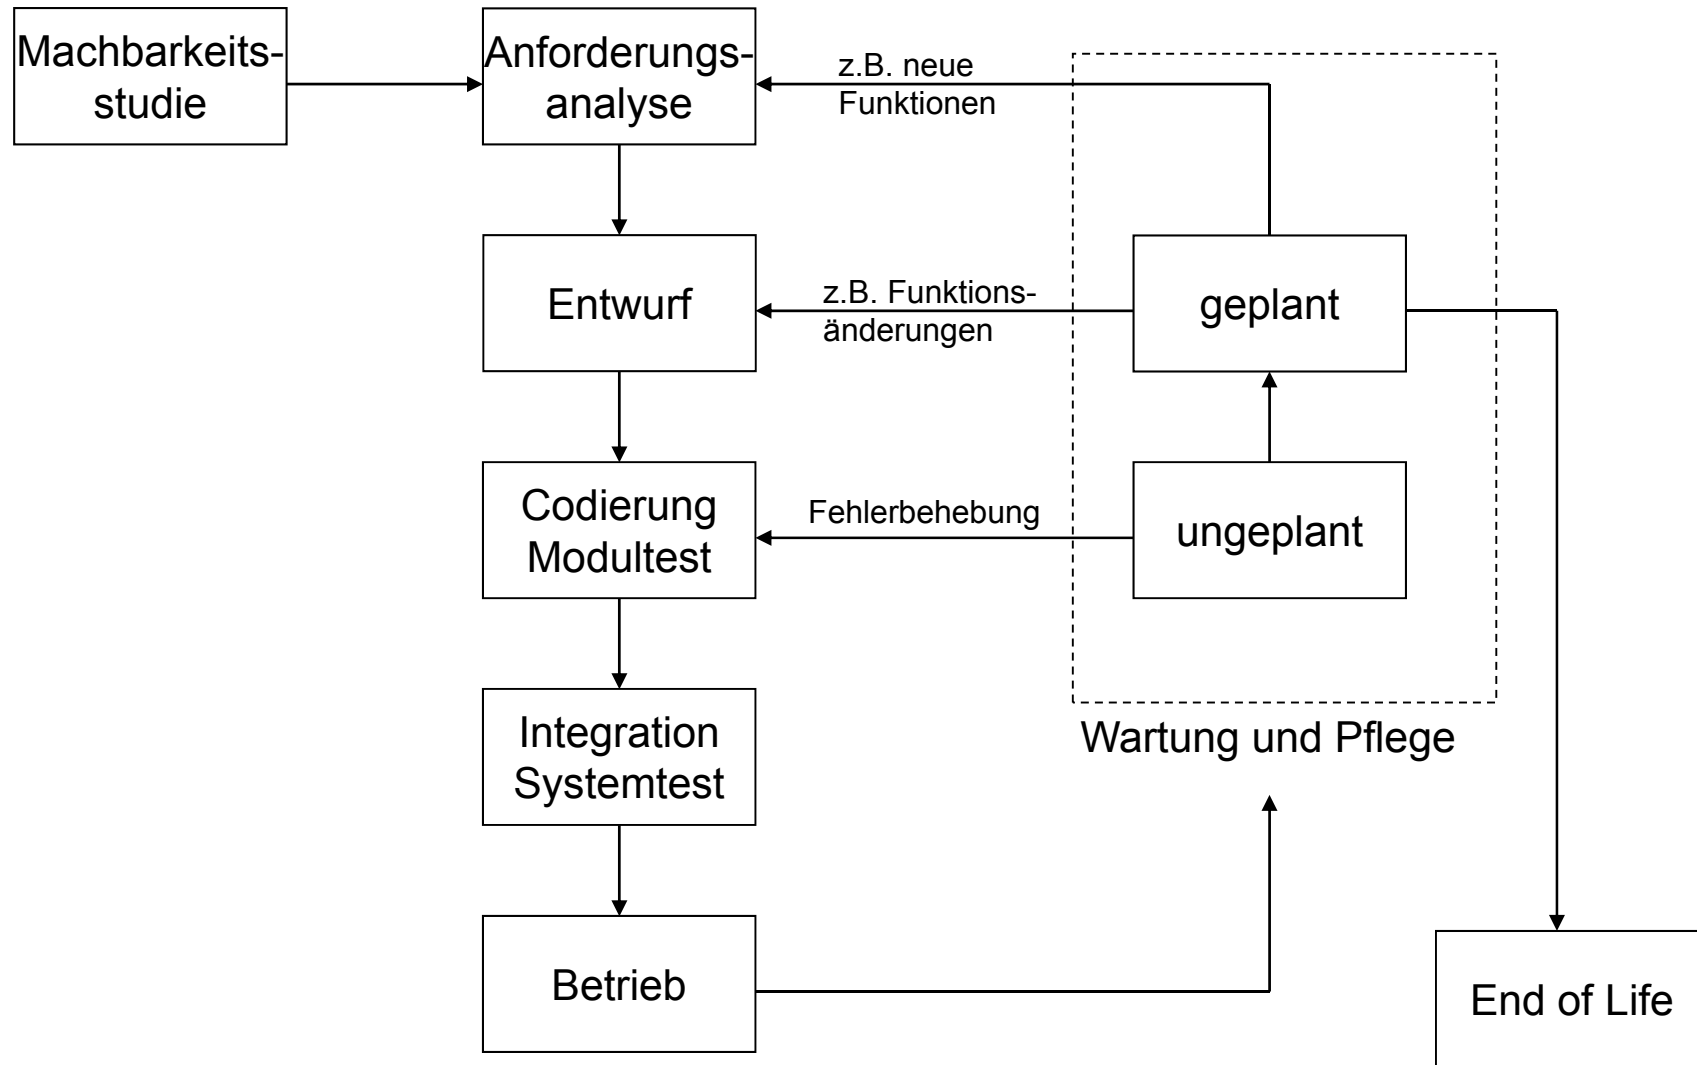 Machbarkeits-
studie
Anforderungs-
analyse
z.B. neue
Funktionen
Entwurf
z.B. Funktions-
änderungen
geplant
Codierung
Modultest
Fehlerbehebung
ungeplant
Integration
Systemtest
Wartung und Pflege
Betrieb
End of Life